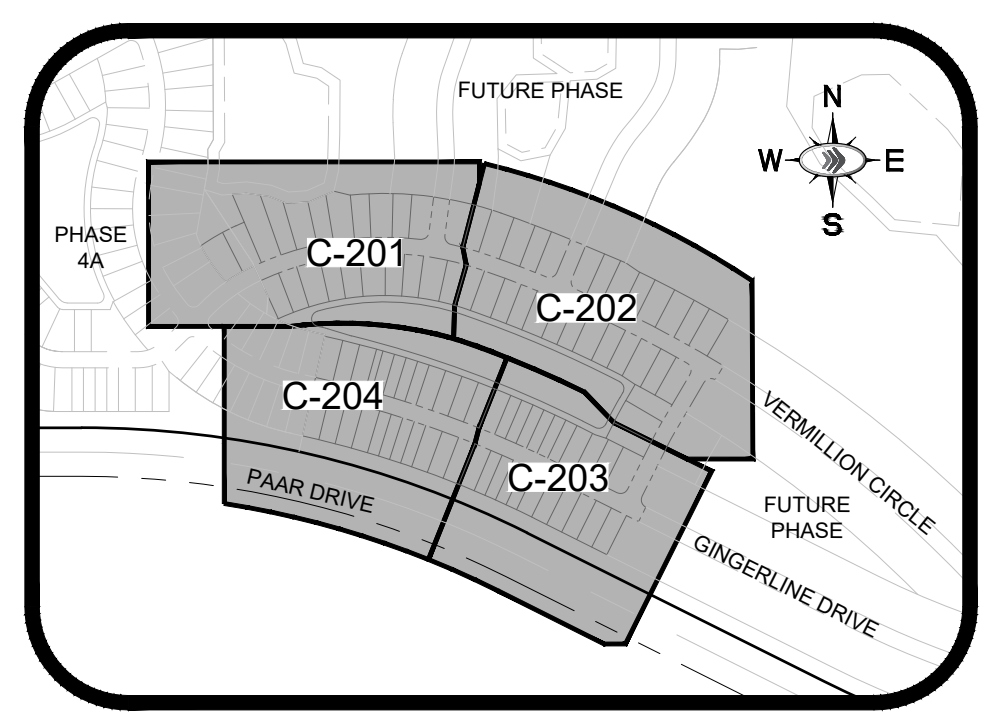 FUTURE PHASE
N
W
E
S
PHASE
4A
C-201
C-202
C-204
C-203
PAAR DRIVE
VERMILLION CIRCLE
FUTURE
PHASE
GINGERLINE DRIVE